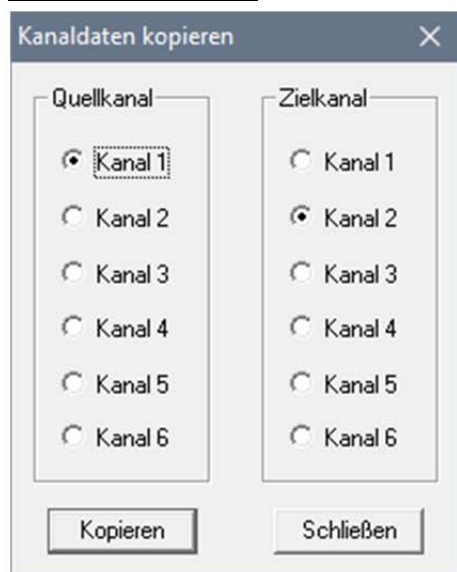 Kanaldaten kopieren
Quellkanal
Kanal 1
Kanal 2
Kanal 3
Kanal 4
Kanal 5
Kanal 6
Zielkanal
Kanal 1
Kanal 2
Kanal 3
Kanal 4
Kanal 5
Kanal 6
Kopieren
Schließen